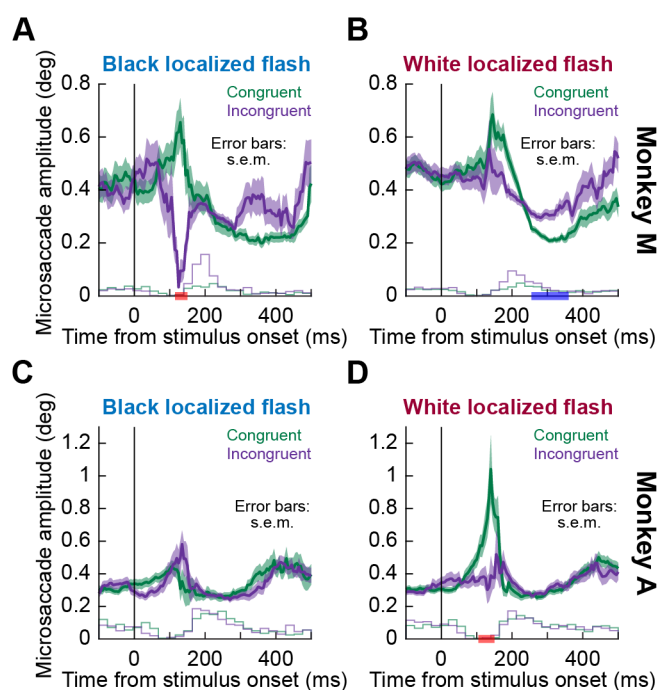 A
Black localized flash
Microsaccade amplitude (deg)
0.8
0.6
0.4
0.2
0
Congruent
Incongruent
Error bars:
s.e.m.
0 200 400
Time from stimulus onset (ms)
B
White localized flash
0.8
0.6
0.4
0.2
0
Congruent
Incongruent
Error bars:
s.e.m.
0 200 400
Time from stimulus onset (ms)
Monkey M
C
Black localized flash
Microsaccade amplitude (deg)
1.2
1
0.8
0.6
0.4
0.2
0
Congruent
Incongruent
Error bars:
s.e.m.
0 200 400
Time from stimulus onset (ms)
D
White localized flash
1.2
1
0.8
0.6
0.4
0.2
0
Congruent
Incongruent
Error bars:
s.e.m.
0 200 400
Time from stimulus onset (ms)
Monkey A